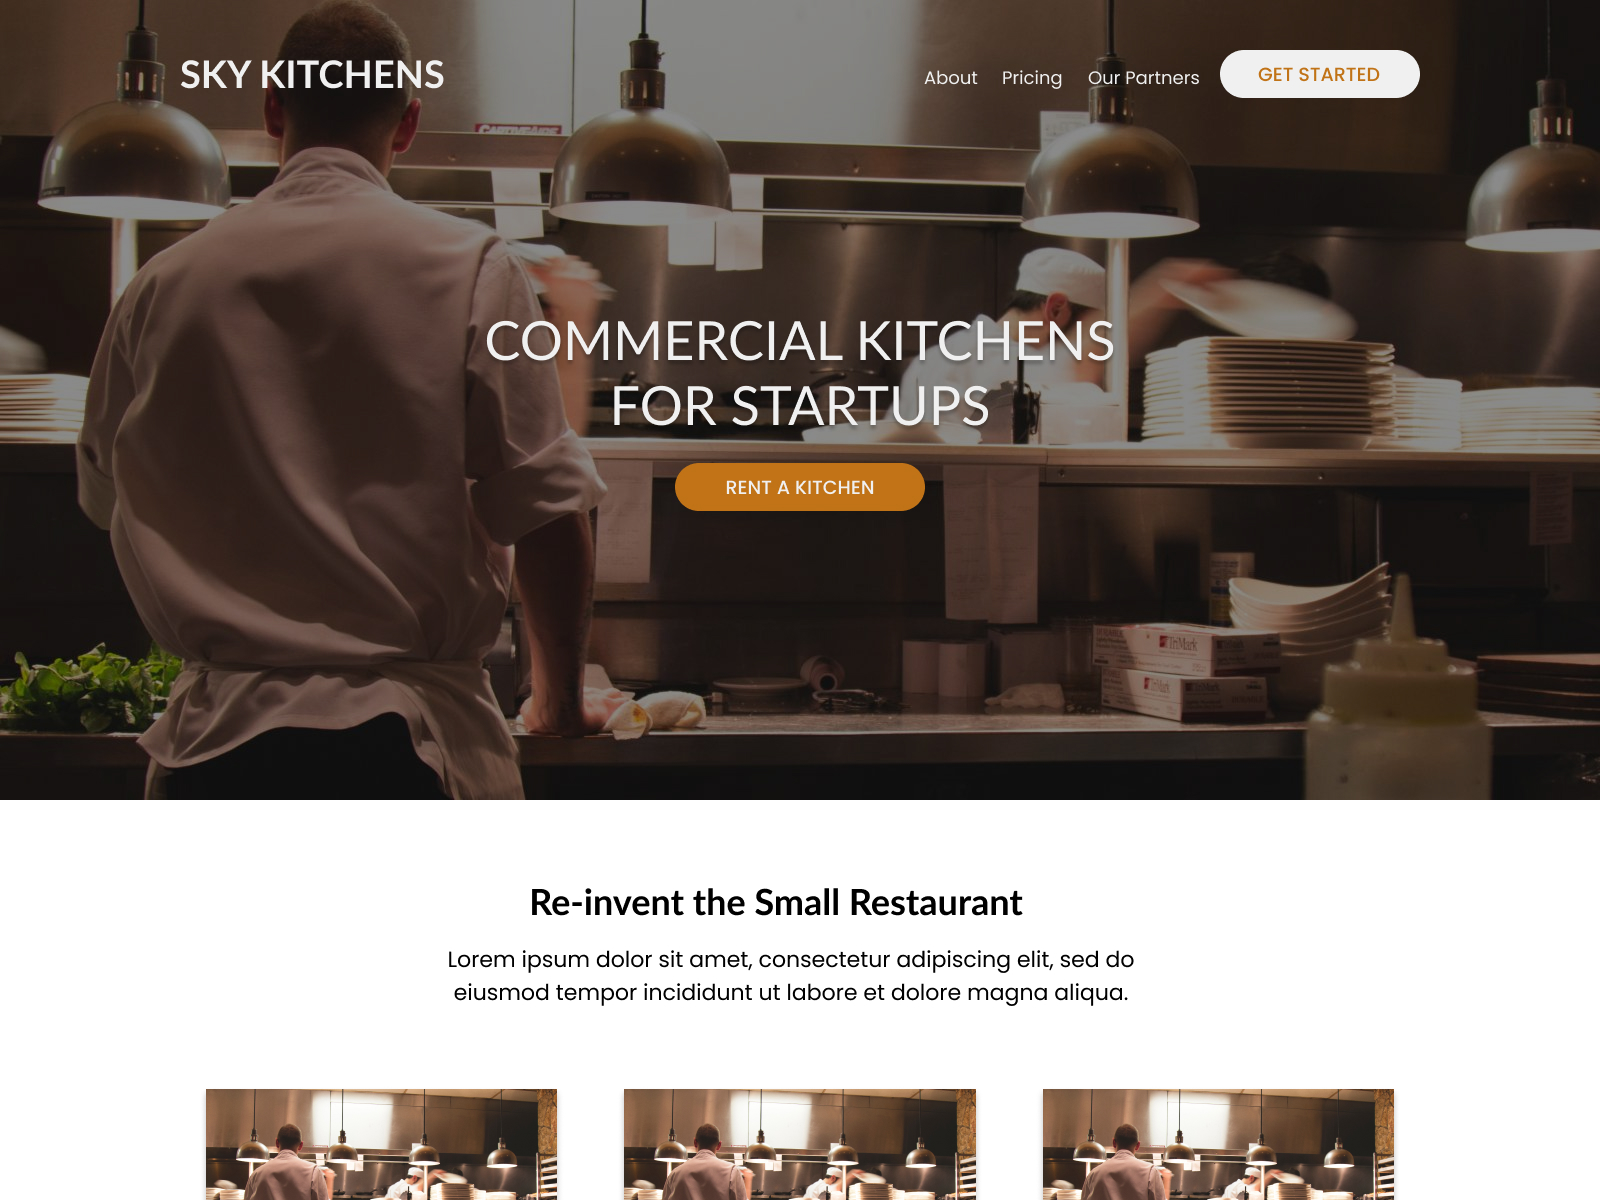 SKY KITCHENS
About Pricing Our Partners GET STARTED
COMMERCIAL KITCHENS
FOR STARTUPS
RENT A KITCHEN
TriMark
TriMark
Re-invent the Small Restaurant
Lorem ipsum dolor sit amet, consectetur adipiscing elit, sed do
eiusmod tempor incididunt ut labore et dolore magna aliqua.